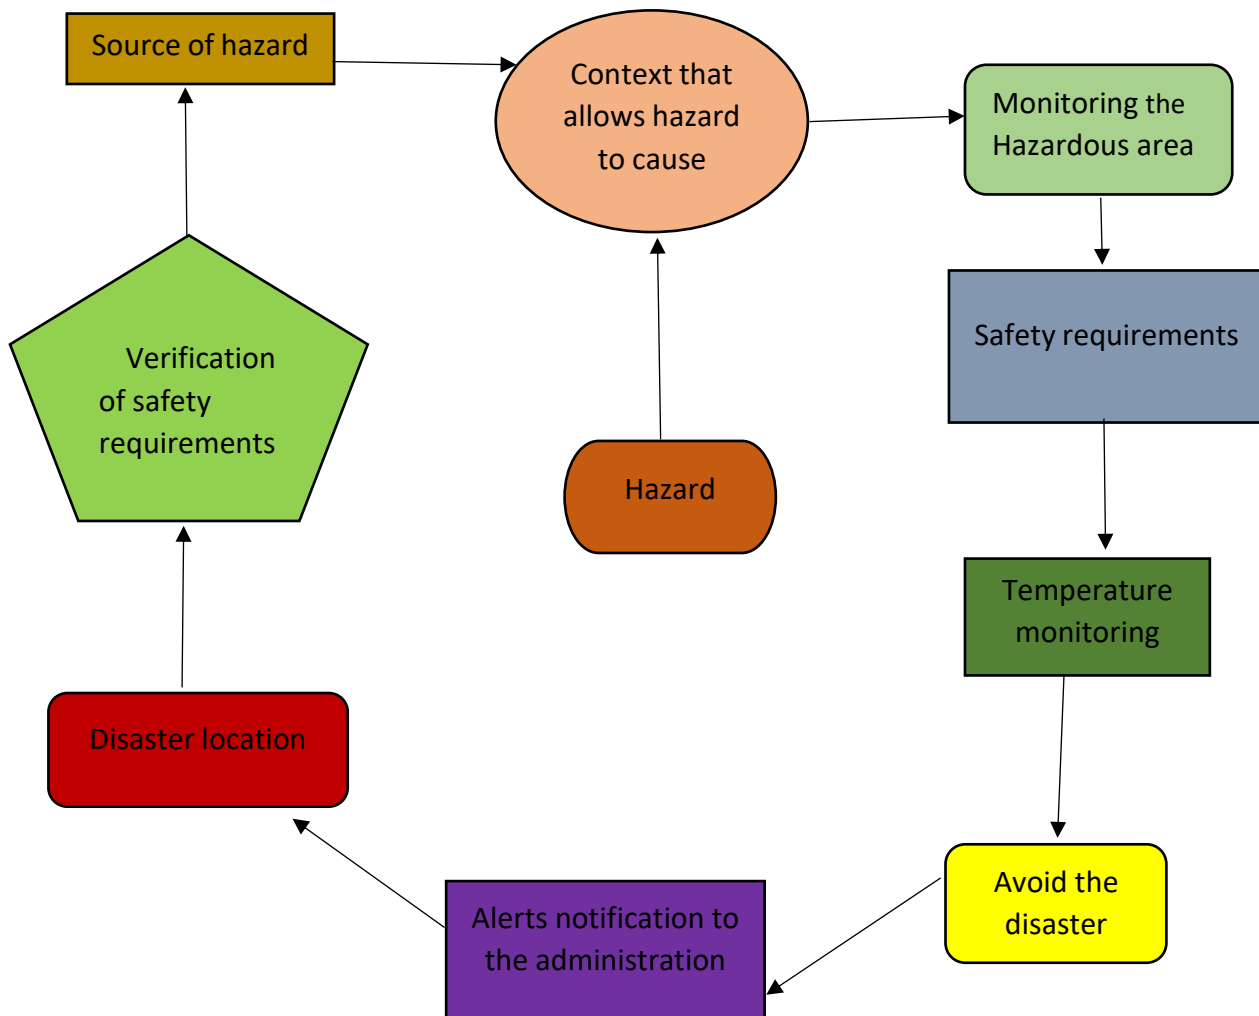 Source of hazard
Context that
allows hazard
to cause
Monitoring the
Hazardous area
Safety requirements
Verification
of safety
requirements
Hazard
Temperature
monitoring
Disaster location
Avoid the
disaster
Alerts notification to
the administration